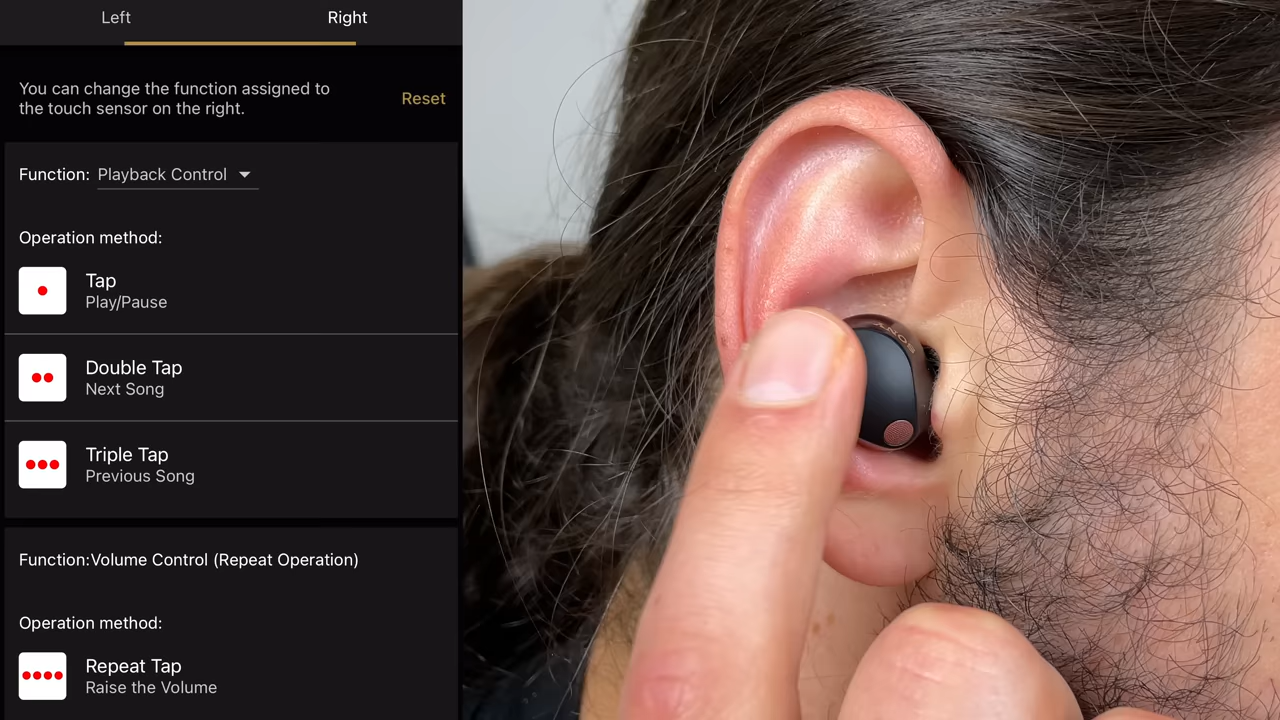 Left
Right
You can change the function assigned to
the touch sensor on the right.
Reset
Function: Playback Control
Operation method:
Tap
Play/Pause
Double Tap
Next Song
Triple Tap
Previous Song
Function:Volume Control (Repeat Operation)
Operation method:
Repeat Tap
Raise the Volume
SONY